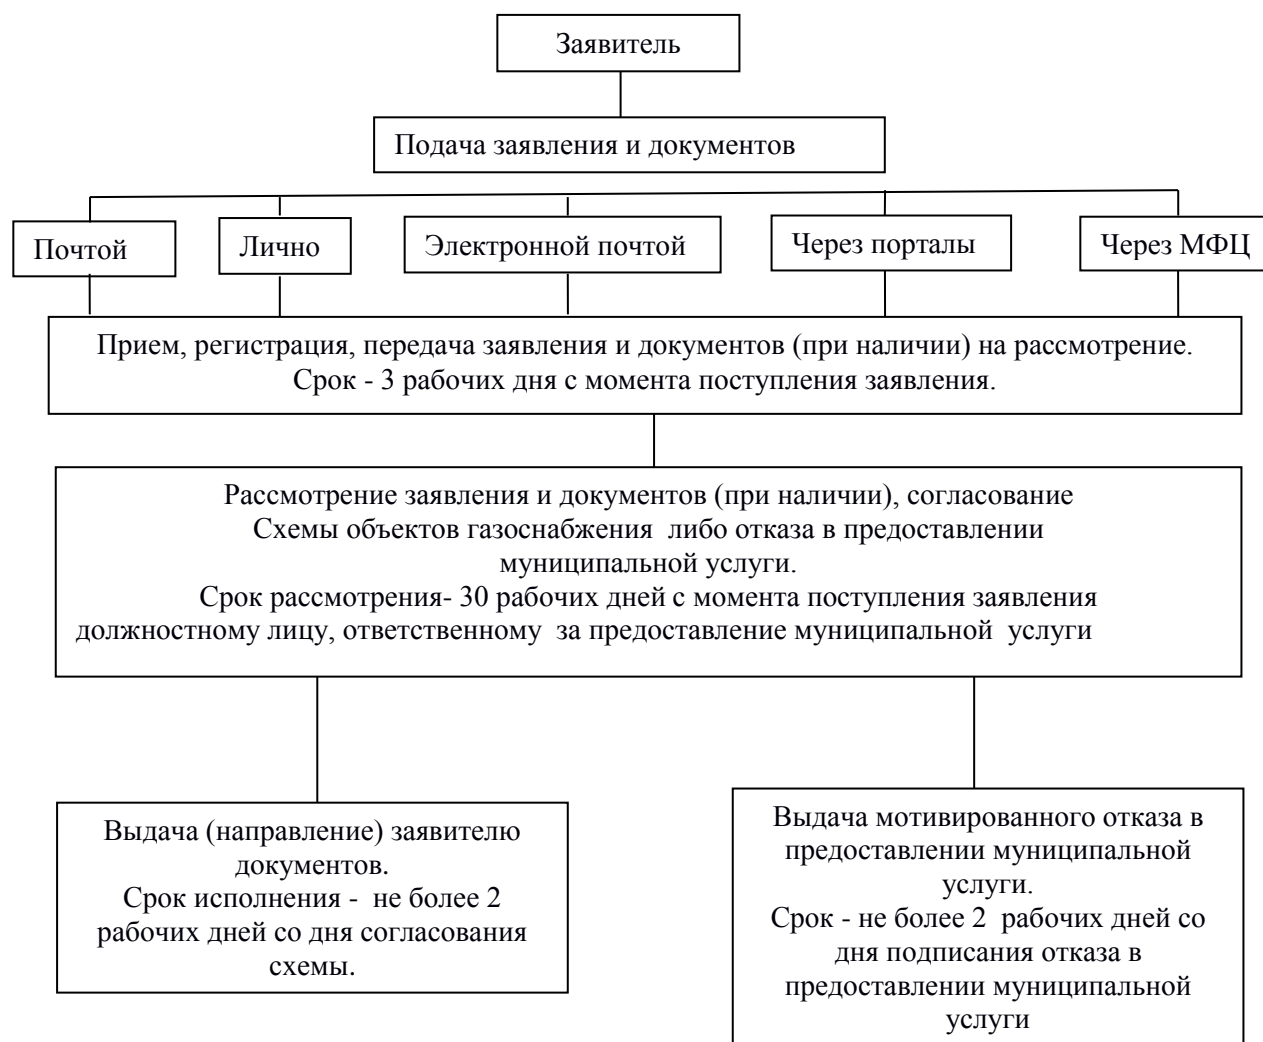 Заявитель
Подача заявления и документов
Почтой
Лично
Электронной почтой
Через порталы
Через МФЦ
Прием, регистрация, передача заявления и документов (при наличии) на рассмотрение.
Срок - 3 рабочих дня с момента поступления заявления.
Рассмотрение заявления и документов (при наличии), согласование
Схемы объектов газоснабжения либо отказа в предоставлении
муниципальной услуги.
Срок рассмотрения- 30 рабочих дней с момента поступления заявления
должностному лицу, ответственному за предоставление муниципальной услуги
Выдача (направление) заявителю
документов.
Срок исполнения - не более 2
рабочих дней со дня согласования
схемы.
Выдача мотивированного отказа в
предоставлении муниципальной
услуги.
Срок - не более 2 рабочих дней со
дня подписания отказа в
предоставлении муниципальной
услуги